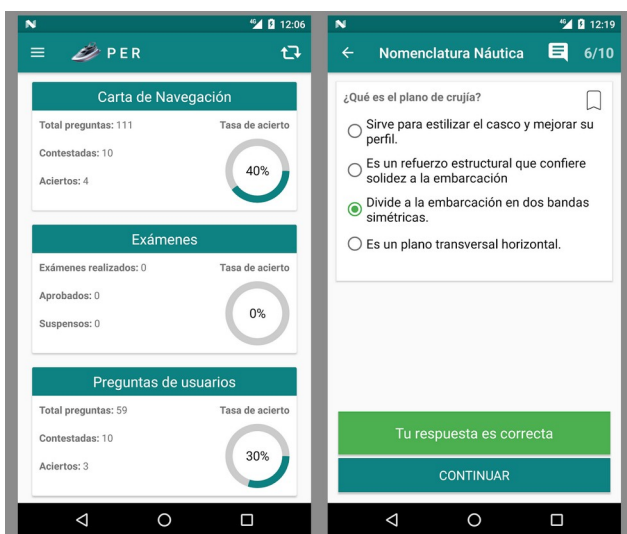 4G 12:06
PER
Carta de Navegación
Total preguntas: 111
Tasa de acierto
Contestadas: 10
40%
Aciertos: 4
Exámenes
Exámenes realizados: 0
Tasa de acierto
Aprobados: 0
0%
Suspensos: 0
Preguntas de usuarios
Total preguntas: 59
Tasa de acierto
Contestadas: 10
30%
Aciertos: 3
4G 12:19
Nomenclatura Náutica
6/10
¿Qué es el plano de crujía?
Sirve para estilizar el casco y mejorar su
perfil.
Es un refuerzo estructural que confiere
solidez a la embarcación
Divide a la embarcación en dos bandas
simétricas.
Es un plano transversal horizontal.
Tu respuesta es correcta
CONTINUAR